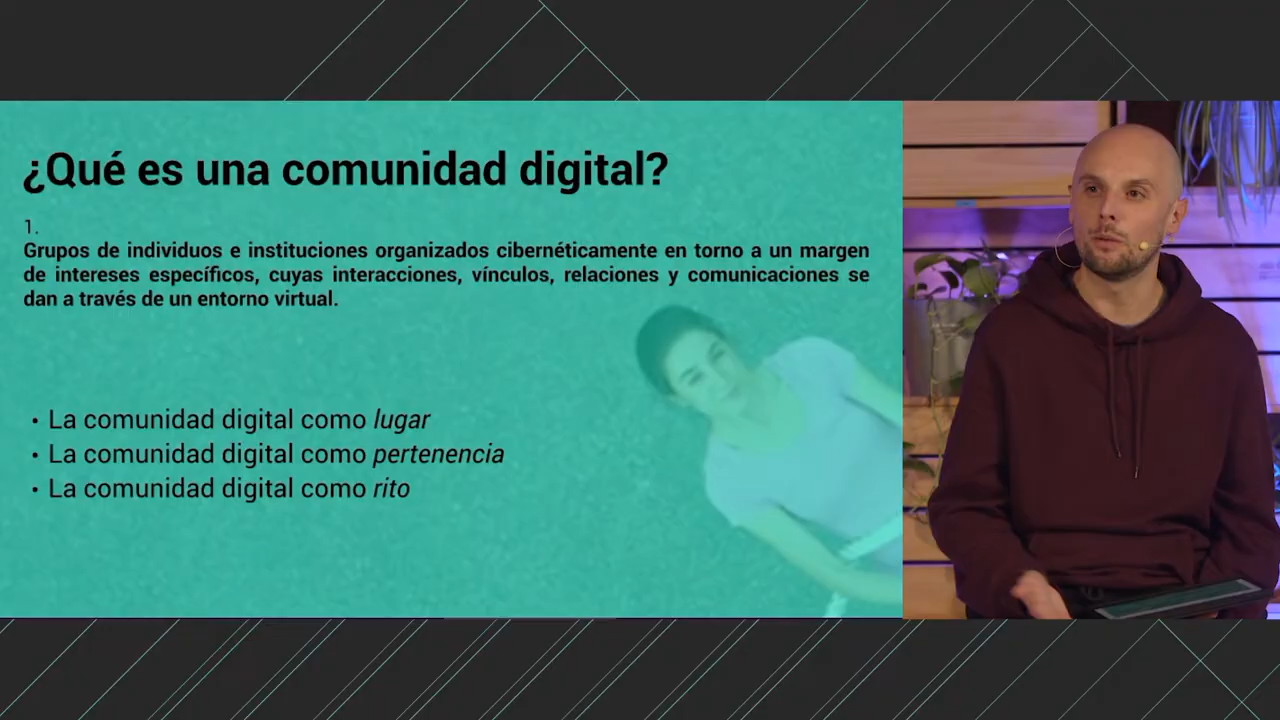 ¿Qué es una comunidad digital?
1.
Grupos de individuos e instituciones organizados cibernéticamente en torno a un margen
de intereses específicos, cuyas interacciones, vínculos, relaciones y comunicaciones se
dan a través de un entorno virtual.
• La comunidad digital como lugar
• La comunidad digital como pertenencia
• La comunidad digital como rito